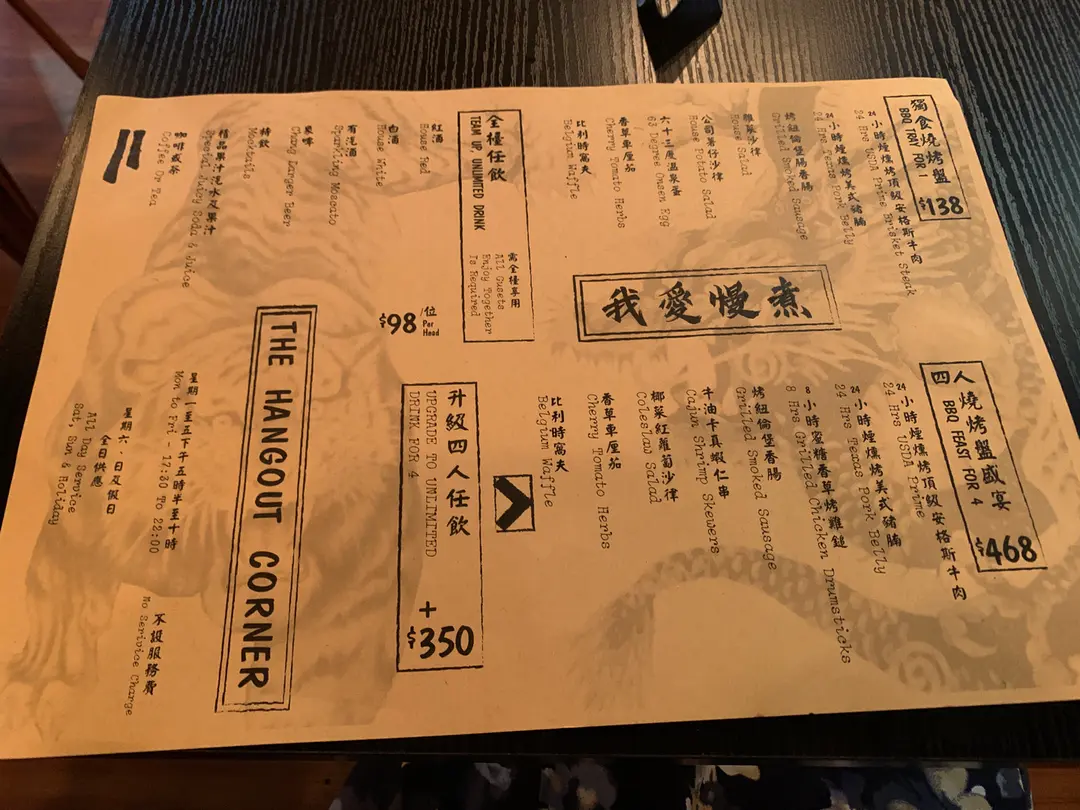 獨食燒烤盤
BBQ TRAY FOR 1
$138
24小時煙燻烤頂級安格斯牛肉
24 Hrs USDA Prime Brisket Steak
24小時煙燻烤美式豬腩
24 Hrs Texas Pork Belly
烤紐倫堡腸香腸
Grilled Smoked Sausage
雜菜沙律
House Salad
公司薯仔沙律
House Potato Salad
六十三度温泉蛋
63 Degree Onsen Egg
香草車厘茄
Cherry Tomato Herbs
比利時窩夫
Belgium Waffle
我愛慢煮
四人燒烤盤盛宴
BBQ FEAST FOR 4
$468
24小時煙燻烤頂級安格斯牛肉
24 Hrs USDA Prime
24小時煙燻烤美式豬腩
24 Hrs Texas Pork Belly
8小時蜜糖香草烤雞鎚
8 Hrs Grilled Chicken Drumsticks
烤紐倫堡香腸
Grilled Smoked Sausage
牛油卡真蝦仁串
Cajun Shrimp Skewers
椰菜紅蘿蔔沙律
Coleslaw Salad
香草車厘茄
Cherry Tomato Herbs
比利時窩夫
Belgium Waffle
全檯任飲
TEAM UP UNLIMITED DRINK
需全檯享用
All Gusets
Enjoy Together
Is Required
紅酒
House Red
白酒
House White
有汽酒
Sparkling Moscato
Chang Langer Beer
特飲
Mocktails
精品果汁汽水及果汁
Special Juicy Soda & Juice
咖啡或茶
Coffee Or Tea
$98 /位
Per Head
升級四人任飲
UPGRADE TO UNLIMITED
DRINK FOR 4
+
$350
THE HANGOUT CORNER
星期一至五下午五時半至十時
Mon to Fri - 17:30 To 22:00
星期六、日及假日
全日供應
All Day Service
Sat, Sun & Holiday
不設服務費
No Serivice Charge